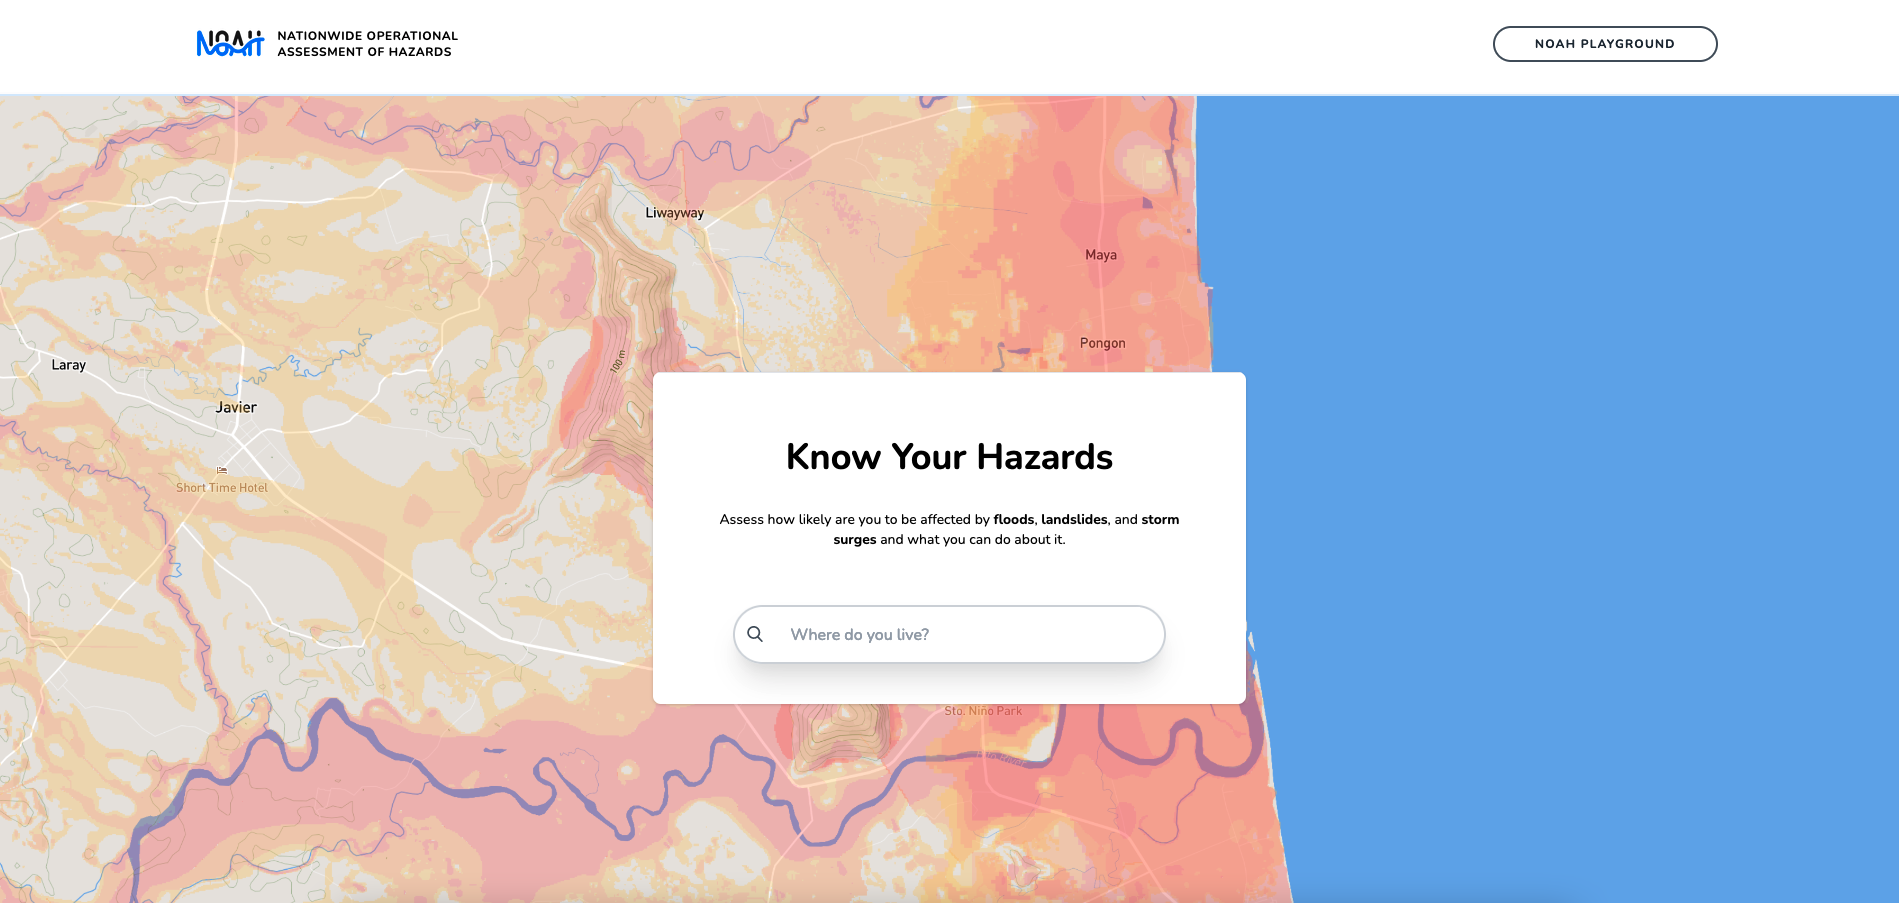 NOAH
NATIONWIDE OPERATIONAL
ASSESSMENT OF HAZARDS
NOAH PLAYGROUND
Liwayway
Maya
Pongon
100 m
Laray
Javier
Short Time Hotel
Know Your Hazards
Assess how likely are you to be affected by floods, landslides, and storm
surges and what you can do about it.
Where do you live?
Sto. Niño Park